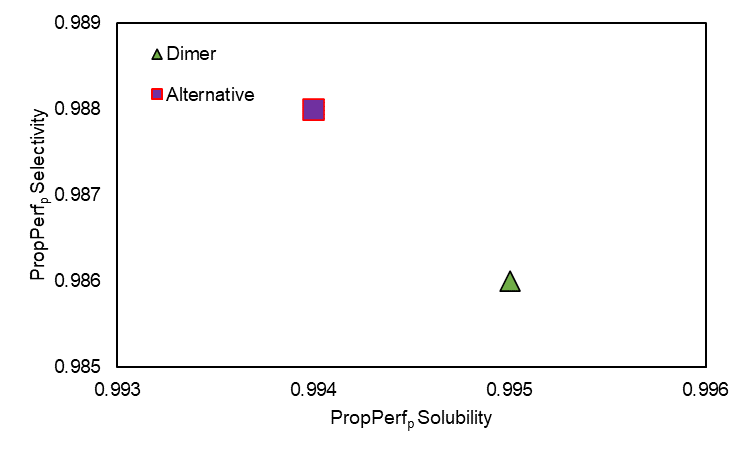 0.989
Dimer
Alternative
0.988
0.987
0.986
0.985
PropPerfp Selectivity
0.993 0.994 0.995 0.996
PropPerfp Solubility